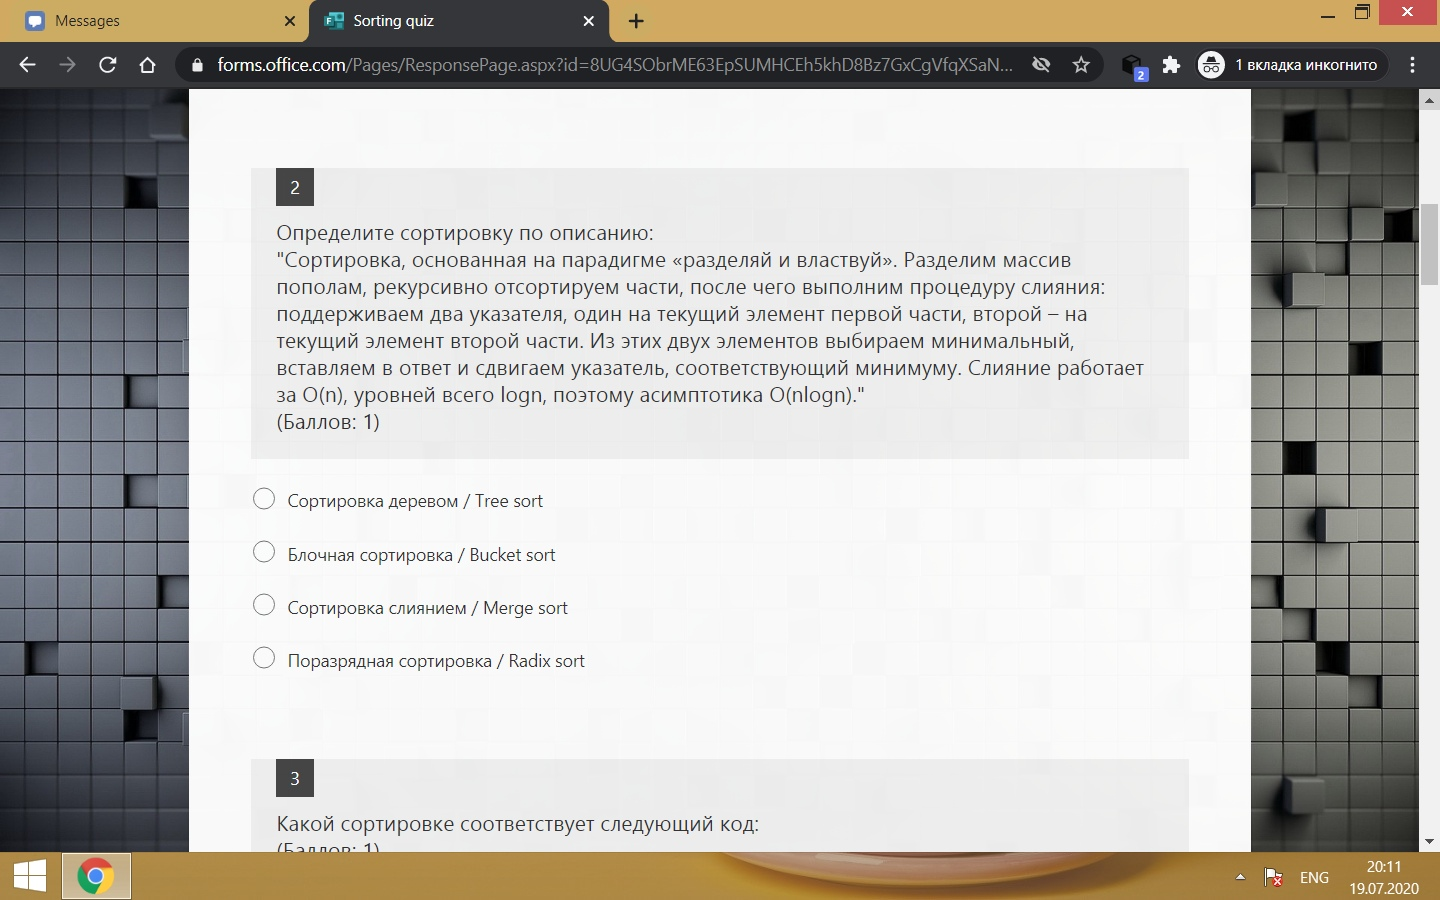 Messages
Sorting quiz
forms.office.com/Pages/ResponsePage.aspx?id=8UG4SObrME63EpSUMHCEh5khD8Bz7GxCgVfqXSaN...
2
1 вкладка инкогнито
2
Определите сортировку по описанию:
"Сортировка, основанная на парадигме «разделяй и властвуй». Разделим массив
пополам, рекурсивно отсортируем части, после чего выполним процедуру слияния:
поддерживаем два указателя, один на текущий элемент первой части, второй – на
текущий элемент второй части. Из этих двух элементов выбираем минимальный,
вставляем в ответ и сдвигаем указатель, соответствующий минимуму. Слияние работает
за O(n), уровней всего logn, поэтому асимптотика O(nlogn)."
(Баллов: 1)
Сортировка деревом / Tree sort
Блочная сортировка / Bucket sort
Сортировка слиянием / Merge sort
Поразрядная сортировка / Radix sort
3
Какой сортировке соответствует следующий код:
(Баллов: 1)
ENG
20:11
19.07.2020